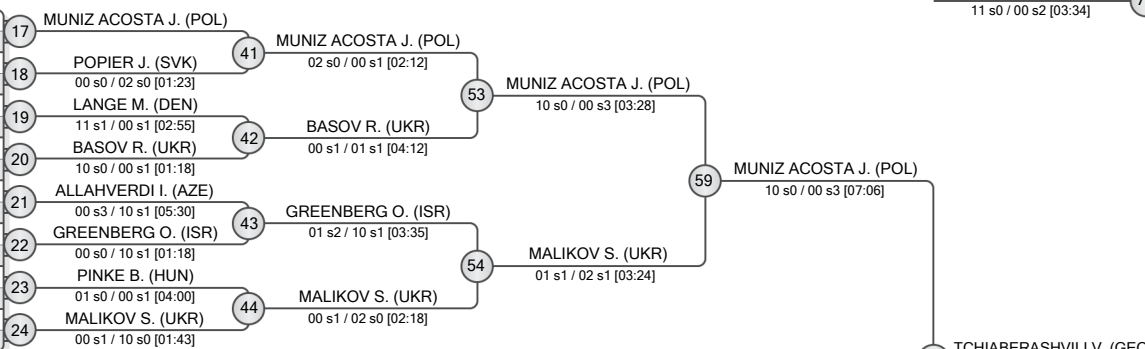 11 s0 / 00 s2 [03:34]
17
MUNIZ ACOSTA J. (POL)
18
POPIER J. (SVK)
00 s0 / 02 s0 [01:23]
19
LANGE M. (DEN)
11 s1 / 00 s1 [02:55]
20
BASOV R. (UKR)
10 s0 / 00 s1 [01:18]
21
ALLAHVERDI I. (AZE)
00 s3 / 10 s1 [05:30]
22
GREENBERG O. (ISR)
00 s0 / 10 s1 [01:18]
23
PINKE B. (HUN)
01 s0 / 00 s1 [04:00]
24
MALIKOV S. (UKR)
00 s1 / 10 s0 [01:43]
41
MUNIZ ACOSTA J. (POL)
02 s0 / 00 s1 [02:12]
42
BASOV R. (UKR)
00 s1 / 01 s1 [04:12]
43
GREENBERG O. (ISR)
01 s2 / 10 s1 [03:35]
44
MALIKOV S. (UKR)
00 s1 / 02 s0 [02:18]
53
MUNIZ ACOSTA J. (POL)
10 s0 / 00 s3 [03:28]
54
MALIKOV S. (UKR)
01 s1 / 02 s1 [03:24]
59
MUNIZ ACOSTA J. (POL)
10 s0 / 00 s3 [07:06]